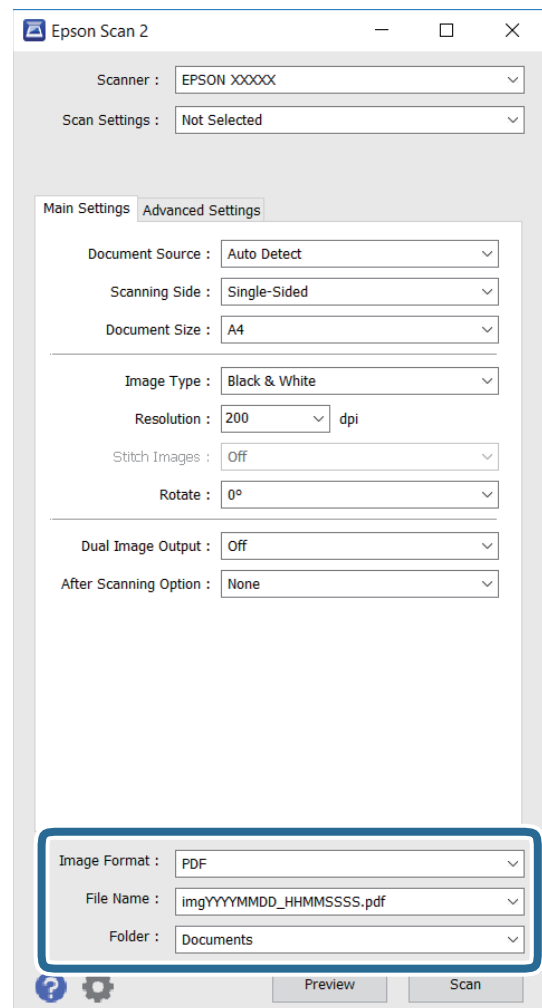 Epson Scan 2
Scanner : EPSON XXXXX
Scan Settings : Not Selected
Main Settings Advanced Settings
Document Source : Auto Detect
Scanning Side : Single-Sided
Document Size : A4
Image Type : Black & White
Resolution : 200 dpi
Stitch Images : Off
Rotate : 0°
Dual Image Output : Off
After Scanning Option : None
Image Format : PDF
File Name : imgYYYYMMDD_HHMMSSSS.pdf
Folder : Documents
? Preview Scan